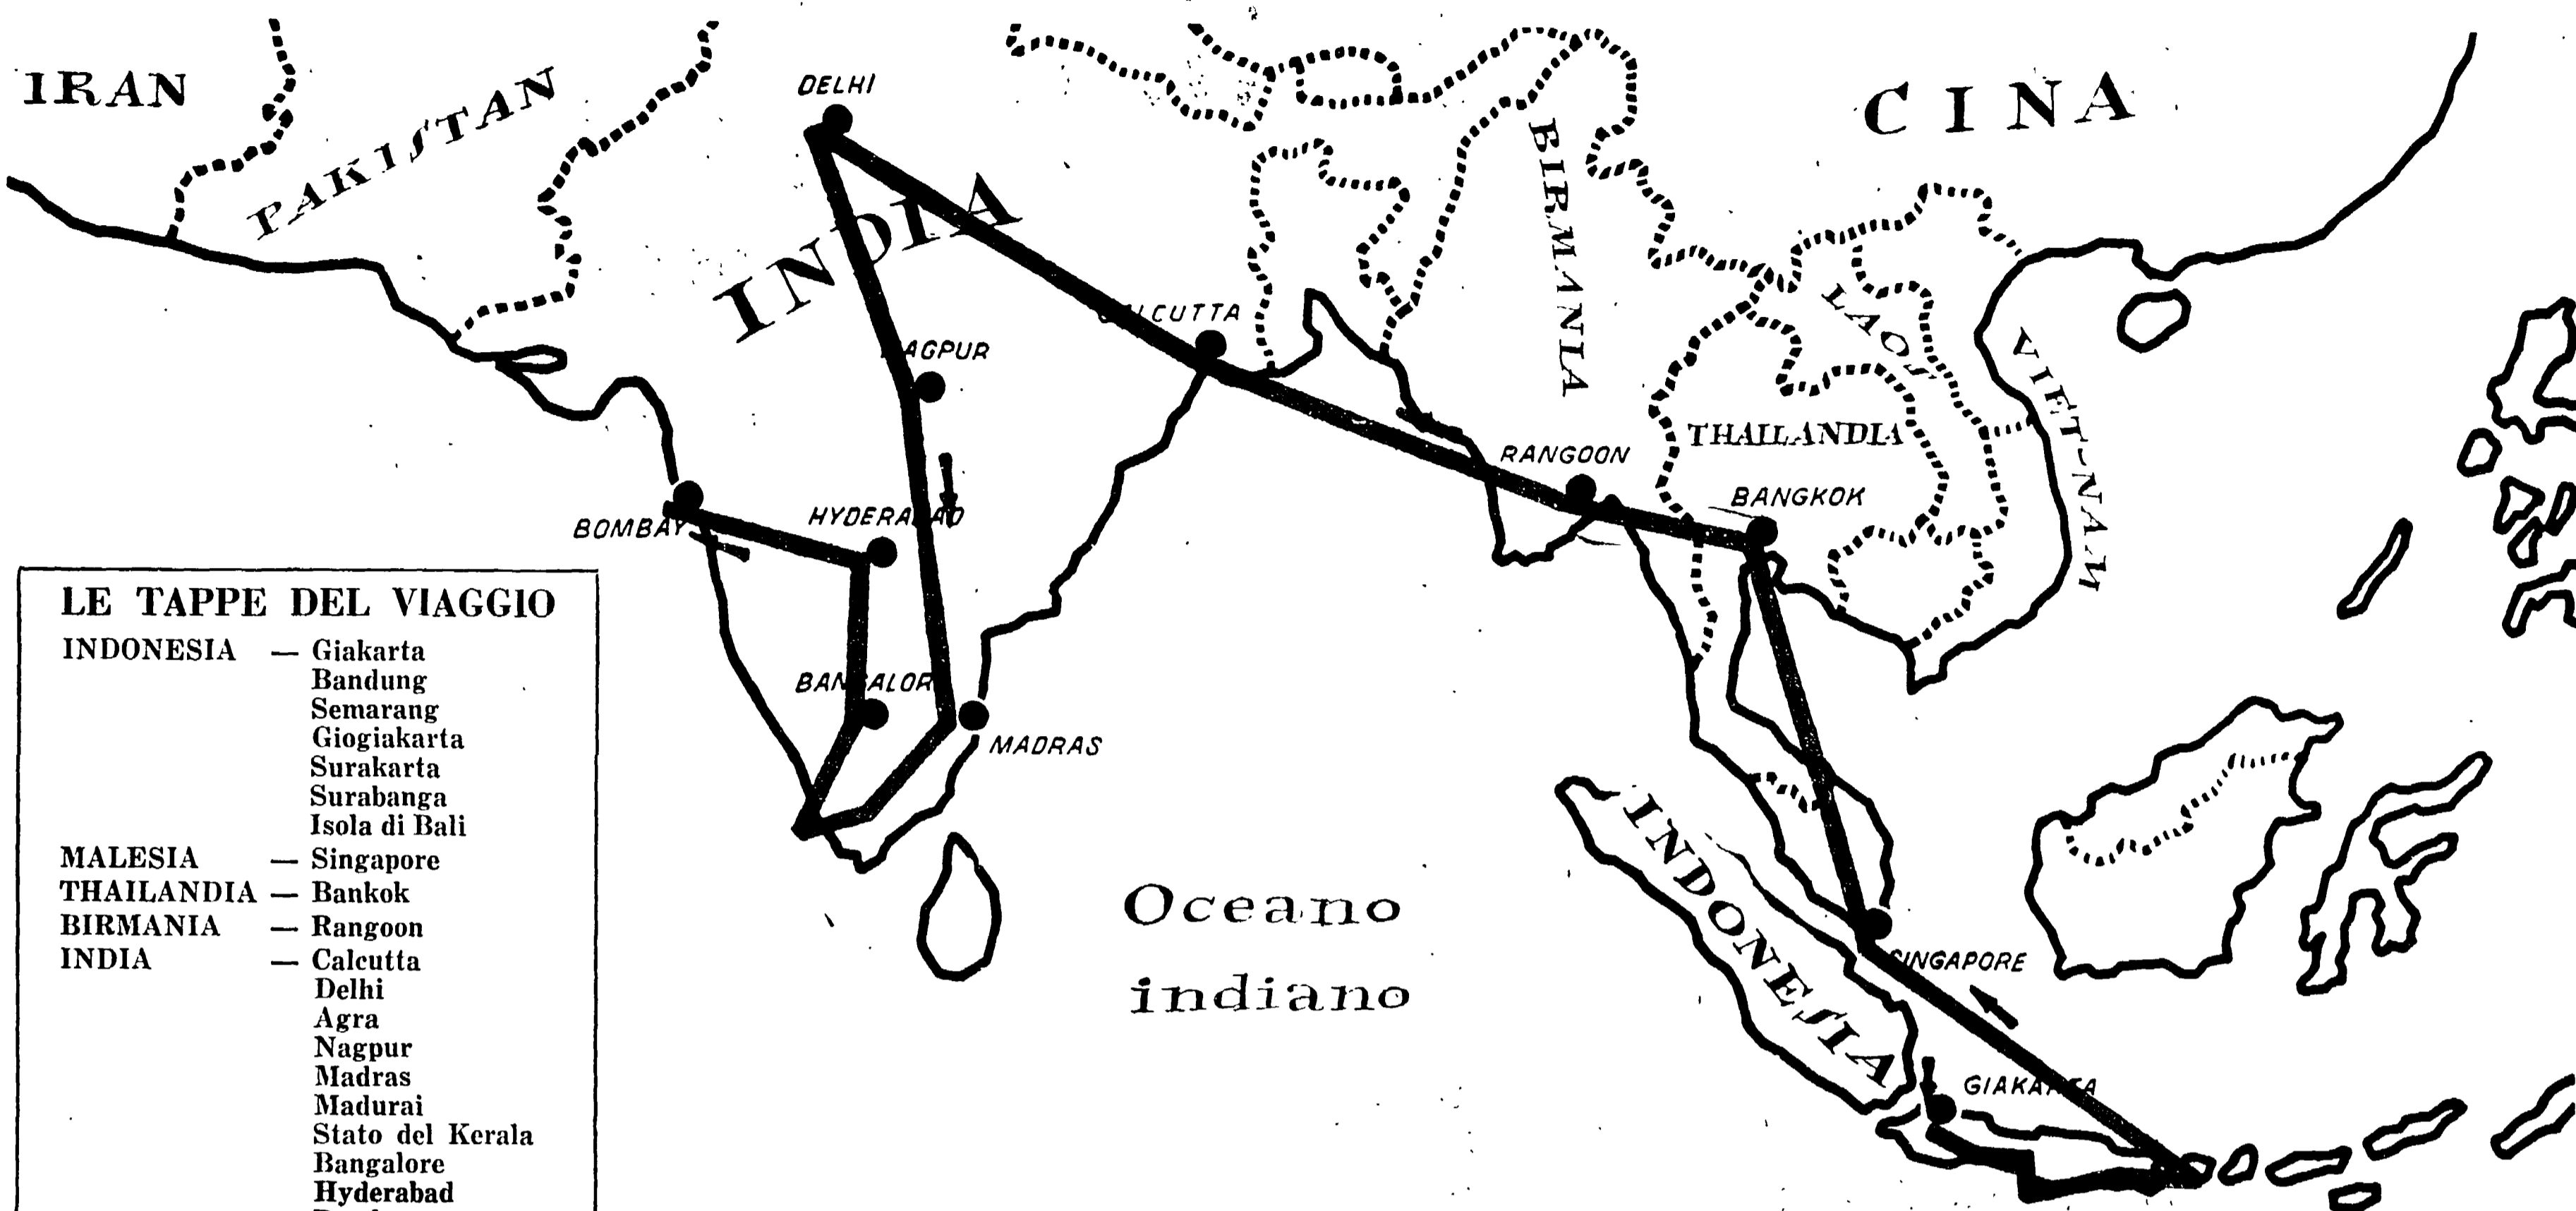 IRAN
PAKISTAN
DELHI
INDIA
CINA
BIRMANIA
LAOS
VIET-NAM
CALCUTTA
NAGPUR
THAILANDIA
RANGOON
BANGKOK
BOMBAY
HYDERABAD
BANGALOR
MADRAS
Oceano
indiano
INDONESIA
SINGAPORE
GIAKARTA
LE TAPPE DEL VIAGGIO
INDONESIA — Giakarta
Bandung
Semarang
Giogiakarta
Surakarta
Surabanga
Isola di Bali
MALESIA — Singapore
THAILANDIA — Bankok
BIRMANIA — Rangoon
INDIA — Calcutta
Delhi
Agra
Nagpur
Madras
Madurai
Stato del Kerala
Bangalore
Hyderabad